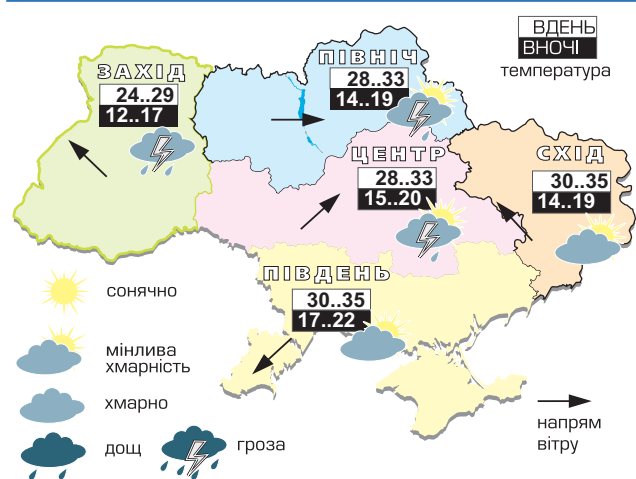 ВДЕНЬ
ВНОЧІ
температура
ЗАХІД
24..29
12..17
ПІВНІЧ
28..33
14..19
ЦЕНТР
28..33
15..20
СХІД
30..35
14..19
ПІВДЕНЬ
30..35
17..22
сонячно
мінлива
хмарність
хмарно
дощ
гроза
напрям
вітру